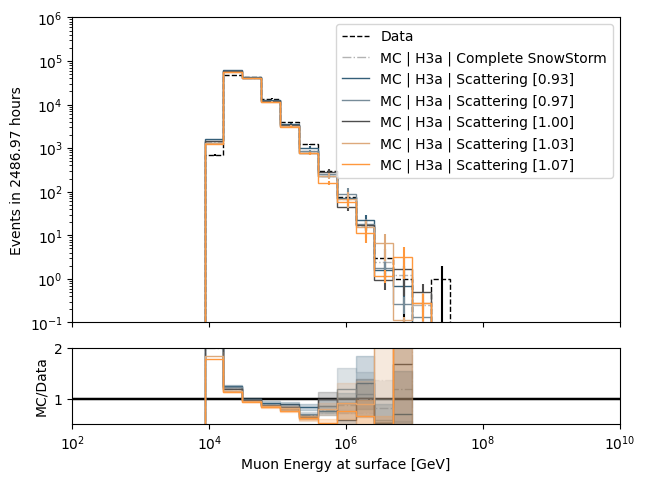 10^6
10^5
10^4
10^3
10^2
10^1
10^0
10^-1
Events in 2486.97 hours
Data
MC | H3a | Complete SnowStorm
MC | H3a | Scattering [0.93]
MC | H3a | Scattering [0.97]
MC | H3a | Scattering [1.00]
MC | H3a | Scattering [1.03]
MC | H3a | Scattering [1.07]
2
1
MC/Data
10^2 10^4 10^6 10^8 10^10
Muon Energy at surface [GeV]